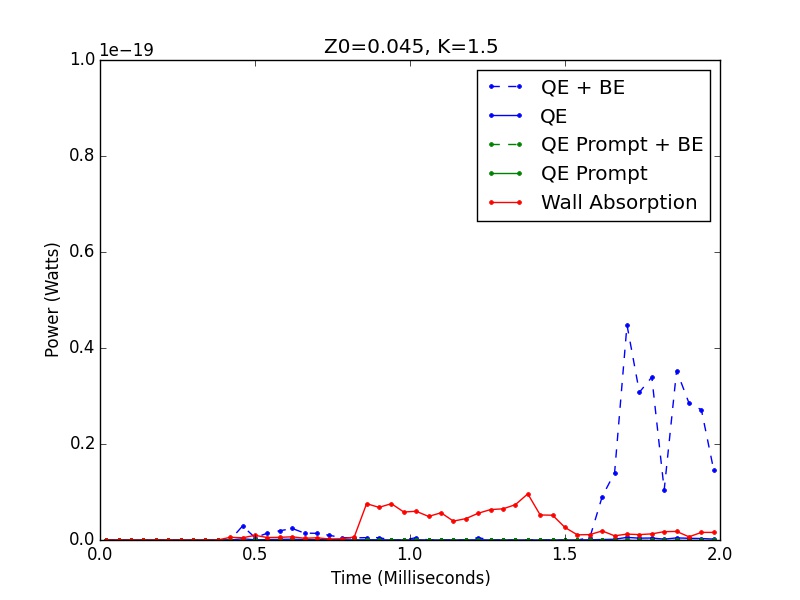 Z0=0.045, K=1.5
1e−19
1.0
0.8
0.6
0.4
0.2
0.0
Power (Watts)
QE + BE
QE
QE Prompt + BE
QE Prompt
Wall Absorption
0.0 0.5 1.0 1.5 2.0
Time (Milliseconds)